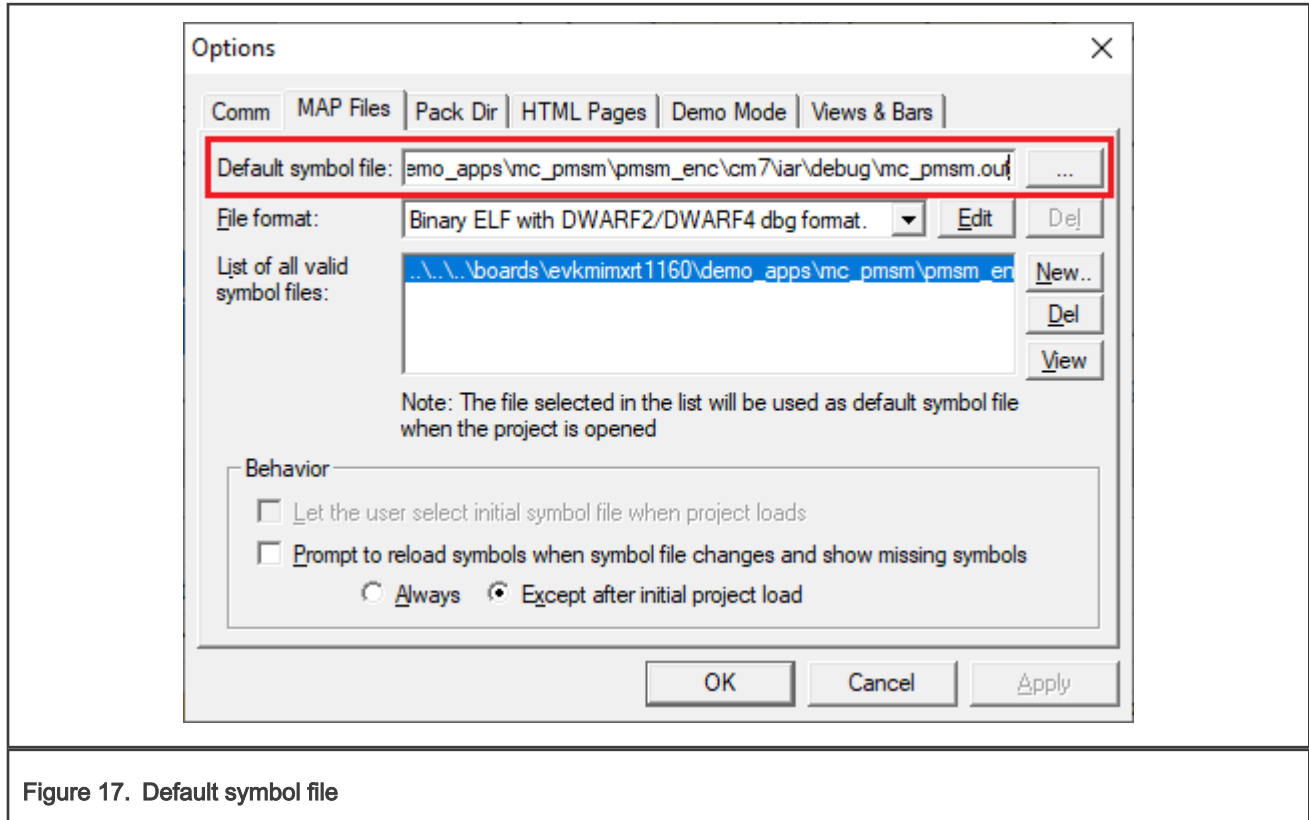 Options
Comm MAP Files Pack Dir HTML Pages Demo Mode Views & Bars
Default symbol file: emo_apps\mc_pmsm\pmsm_enc\cm7\iar\debug\mc_pmsm.out ...
File format: Binary ELF with DWARF2/DWARF4 dbg format. Edit Del
List of all valid
symbol files:
..\..\..\boards\evkmimxrt1160\demo_apps\mc_pmsm\pmsm_en
New..
Del
View
Note: The file selected in the list will be used as default symbol file
when the project is opened
Behavior
Let the user select initial symbol file when project loads
Prompt to reload symbols when symbol file changes and show missing symbols
Always Except after initial project load
OK Cancel Apply
Figure 17. Default symbol file